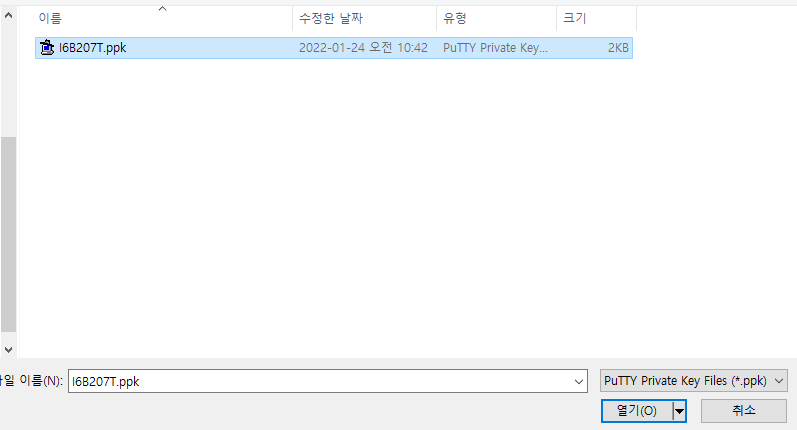 이름 수정한 날짜 유형 크기
I6B207T.ppk 2022-01-24 오전 10:42 PuTTY Private Key... 2KB
일 이름(N): I6B207T.ppk PuTTY Private Key Files (*.ppk)
열기(O) 취소